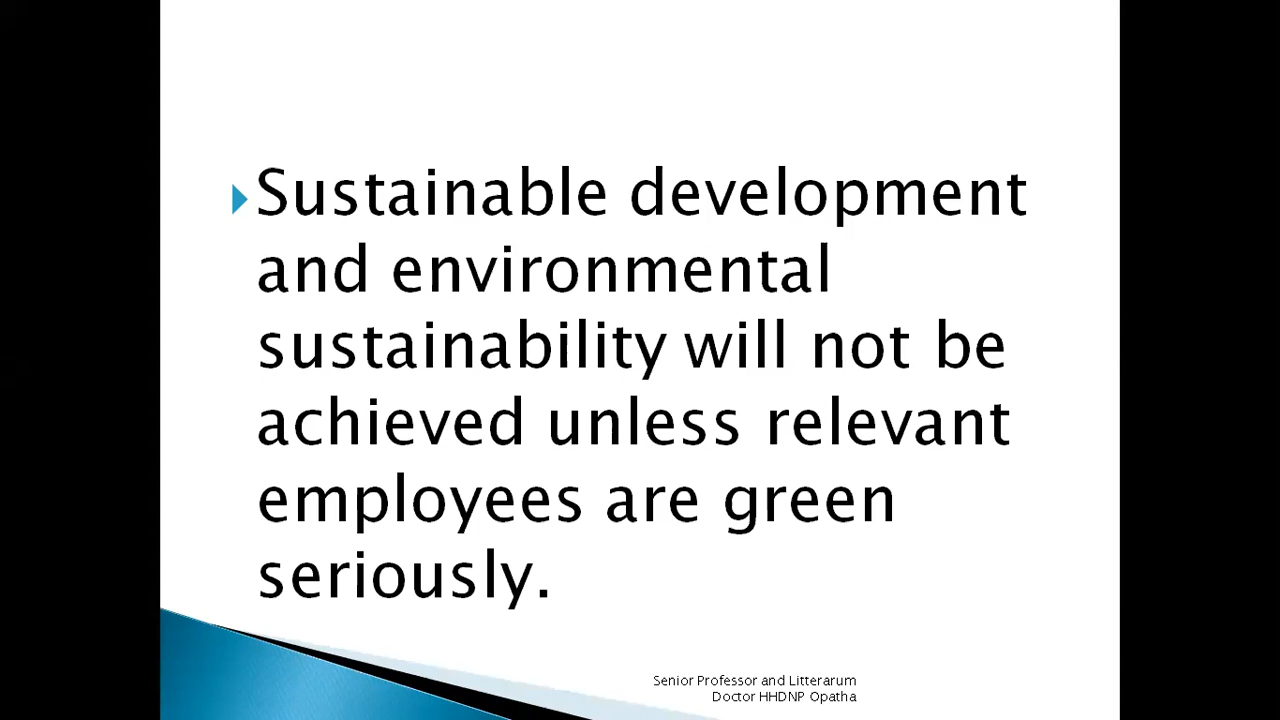 Sustainable development
and environmental
sustainability will not be
achieved unless relevant
employees are green
seriously.
Senior Professor and Litterarum
Doctor HHDNP Opatha